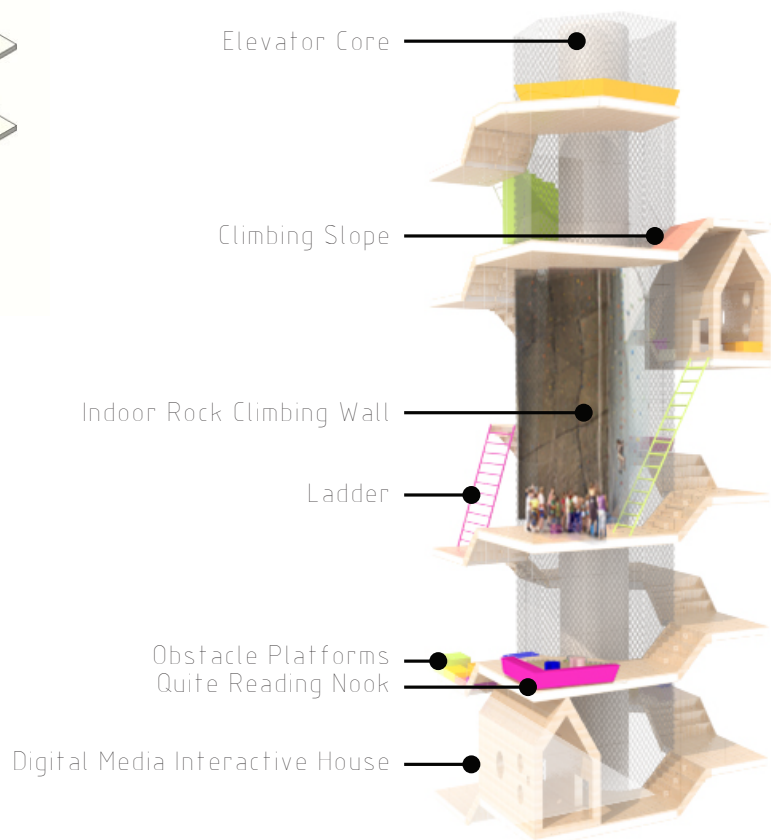 Elevator Core
Climbing Slope
Indoor Rock Climbing Wall
Ladder
Obstacle Platforms
Quite Reading Nook
Digital Media Interactive House